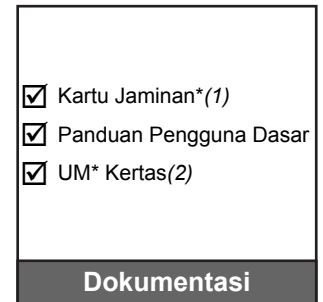 Kartu Jaminan*(1)
Panduan Pengguna Dasar
UM* Kertas(2)
Dokumentasi